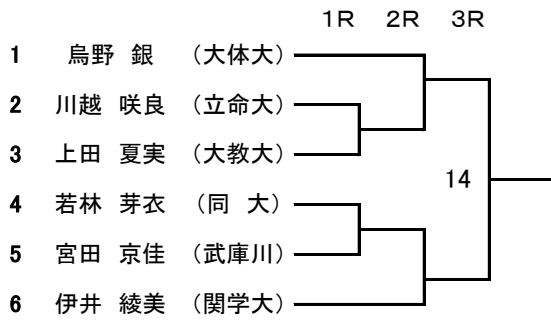 1R 2R 3R
1 烏野 銀 (大体大)
2 川越 咲良 (立命大)
3 上田 夏実 (大教大)
14
4 若林 芽衣 (同 大)
5 宮田 京佳 (武庫川)
6 伊井 綾美 (関学大)